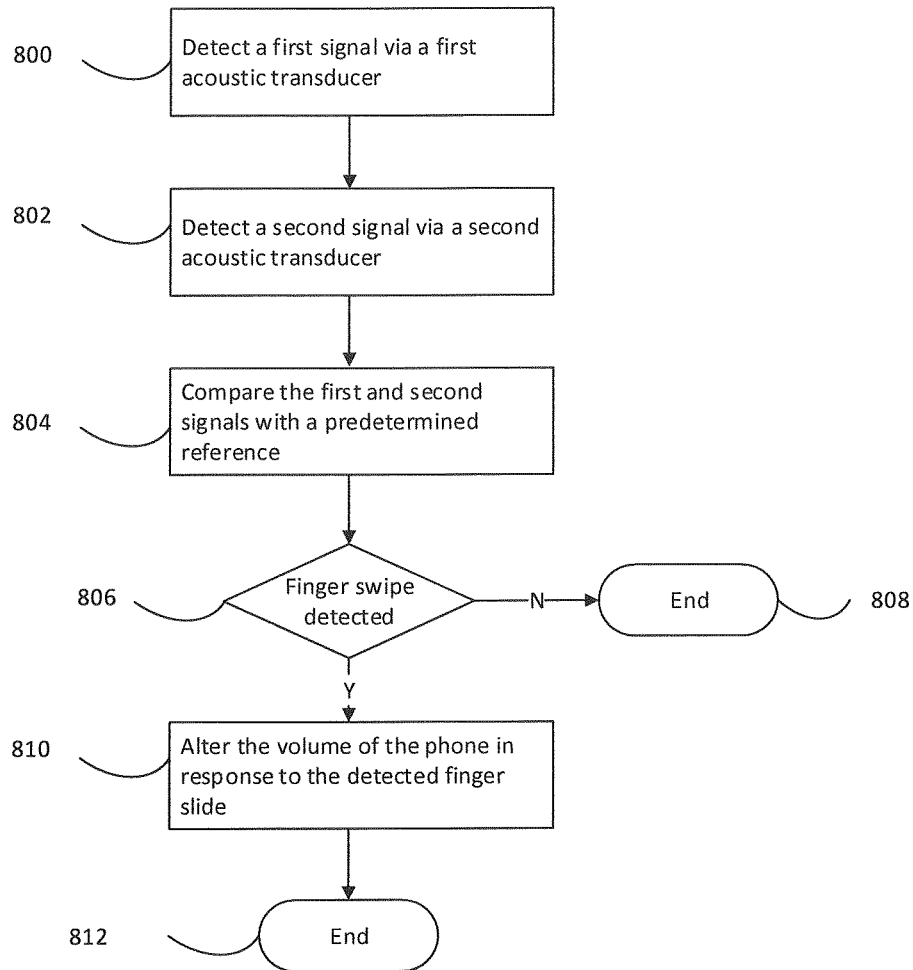 800
Detect a first signal via a first
acoustic transducer
802
Detect a second signal via a second
acoustic transducer
804
Compare the first and second
signals with a predetermined
reference
806
Finger swipe
detected
N
End
808
Y
810
Alter the volume of the phone in
response to the detected finger
slide
812
End